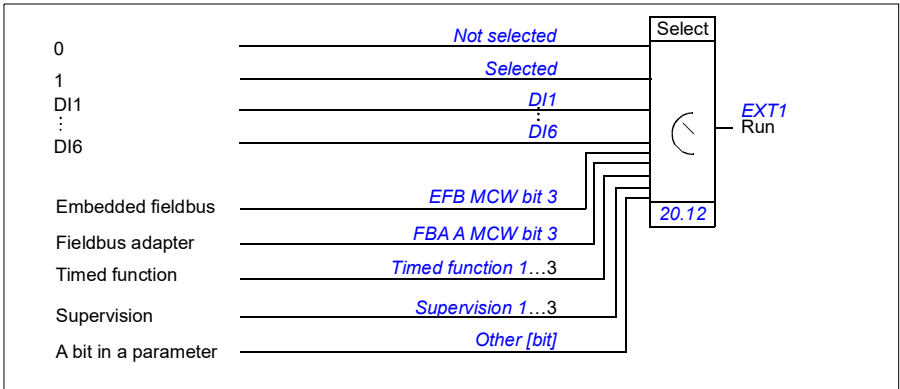 0 Not selected Select
1 Selected
DI1 DI1 EXT1
⋮ ⋮ Run
DI6 DI6
Embedded fieldbus EFB MCW bit 3 20.12
Fieldbus adapter FBA A MCW bit 3
Timed function Timed function 1…3
Supervision Supervision 1…3
A bit in a parameter Other [bit]